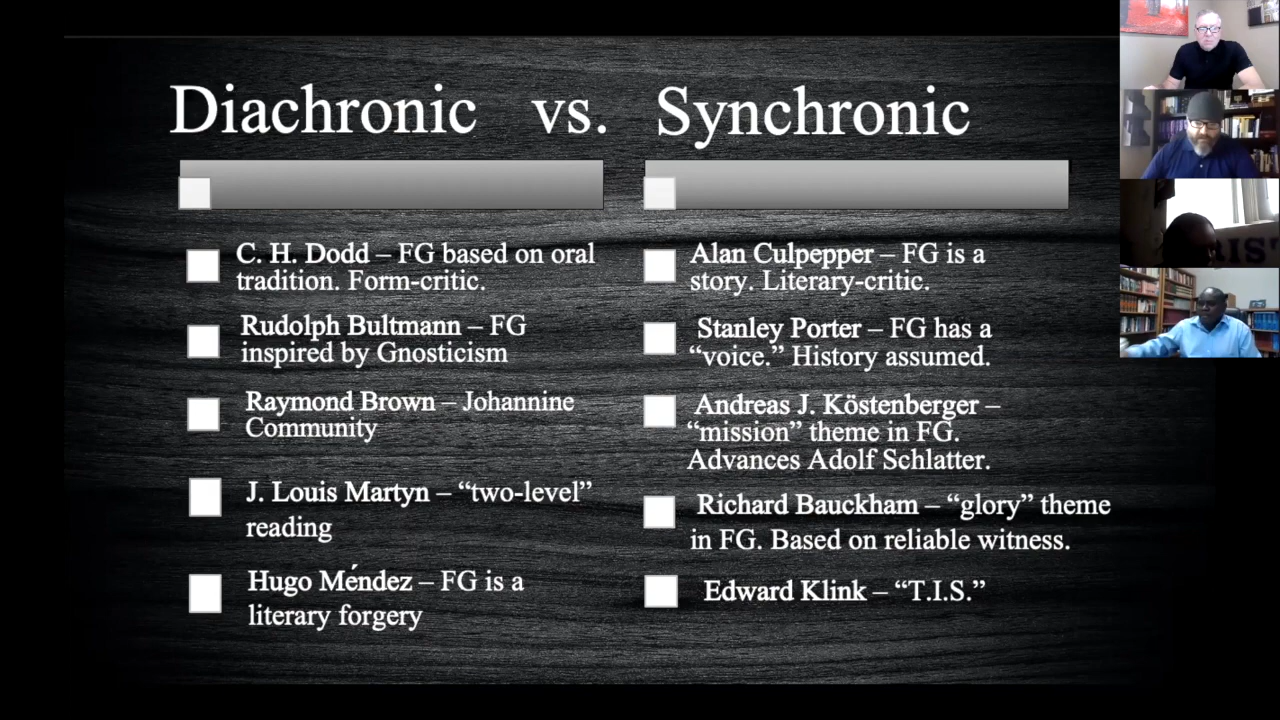 Diachronic vs. Synchronic
C. H. Dodd – FG based on oral
tradition. Form-critic.
Rudolph Bultmann – FG
inspired by Gnosticism
Raymond Brown – Johannine
Community
J. Louis Martyn – “two-level”
reading
Hugo Méndez – FG is a
literary forgery
Alan Culpepper – FG is a
story. Literary-critic.
Stanley Porter – FG has a
“voice.” History assumed.
Andreas J. Köstenberger –
“mission” theme in FG.
Advances Adolf Schlatter.
Richard Bauckham – “glory” theme
in FG. Based on reliable witness.
Edward Klink – “T.I.S.”